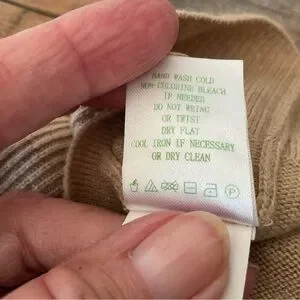 HAND WASH COLD
NON-CHLORINE BLEACH
IF NEEDED
DO NOT WRING
OR TWIST
DRY FLAT
COOL IRON IF NECESSARY
OR DRY CLEAN
P